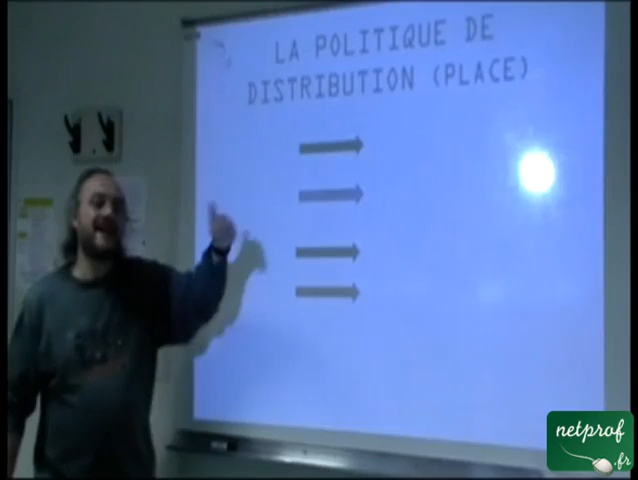 LA POLITIQUE DE
DISTRIBUTION (PLACE)
netprof
.fr